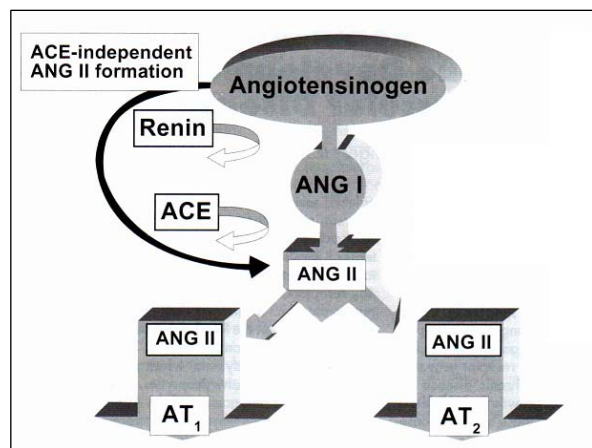 ACE-independent
ANG II formation
Angiotensinogen
Renin
ANG I
ACE
ANG II
ANG II
ANG II
AT₁
AT₂